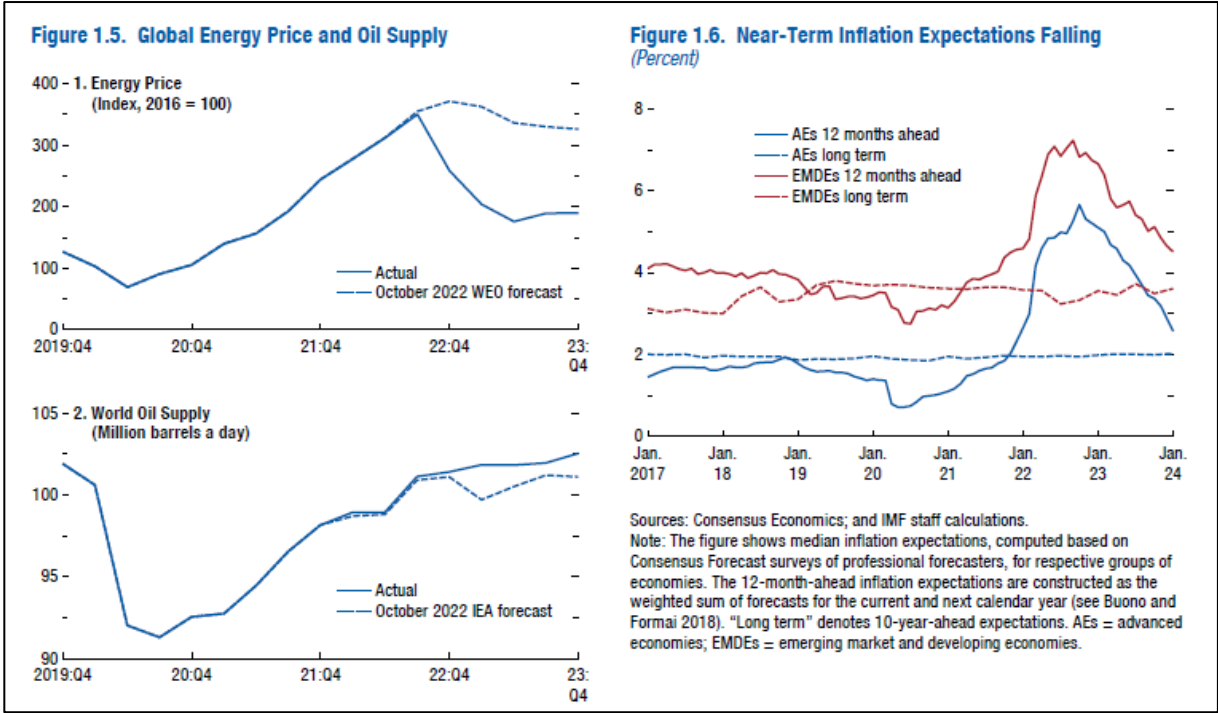 Figure 1.5. Global Energy Price and Oil Supply
400
1. Energy Price
(Index, 2016 = 100)
300
200
100
0
Actual
October 2022 WEO forecast
2019:Q4
20:Q4
21:Q4
22:Q4
23:
Q4
105
2. World Oil Supply
(Million barrels a day)
100
95
90
Actual
October 2022 IEA forecast
2019:Q4
20:Q4
21:Q4
22:Q4
23:
Q4
Figure 1.6. Near-Term Inflation Expectations Falling
(Percent)
8
6
4
2
0
AEs 12 months ahead
AEs long term
EMDEs 12 months ahead
EMDEs long term
Jan.
2017
Jan.
18
Jan.
19
Jan.
20
Jan.
21
Jan.
22
Jan.
23
Jan.
24
Sources: Consensus Economics; and IMF staff calculations.
Note: The figure shows median inflation expectations, computed based on
Consensus Forecast surveys of professional forecasters, for respective groups of
economies. The 12-month-ahead inflation expectations are constructed as the
weighted sum of forecasts for the current and next calendar year (see Buono and
Formai 2018). “Long term” denotes 10-year-ahead expectations. AEs = advanced
economies; EMDEs = emerging market and developing economies.